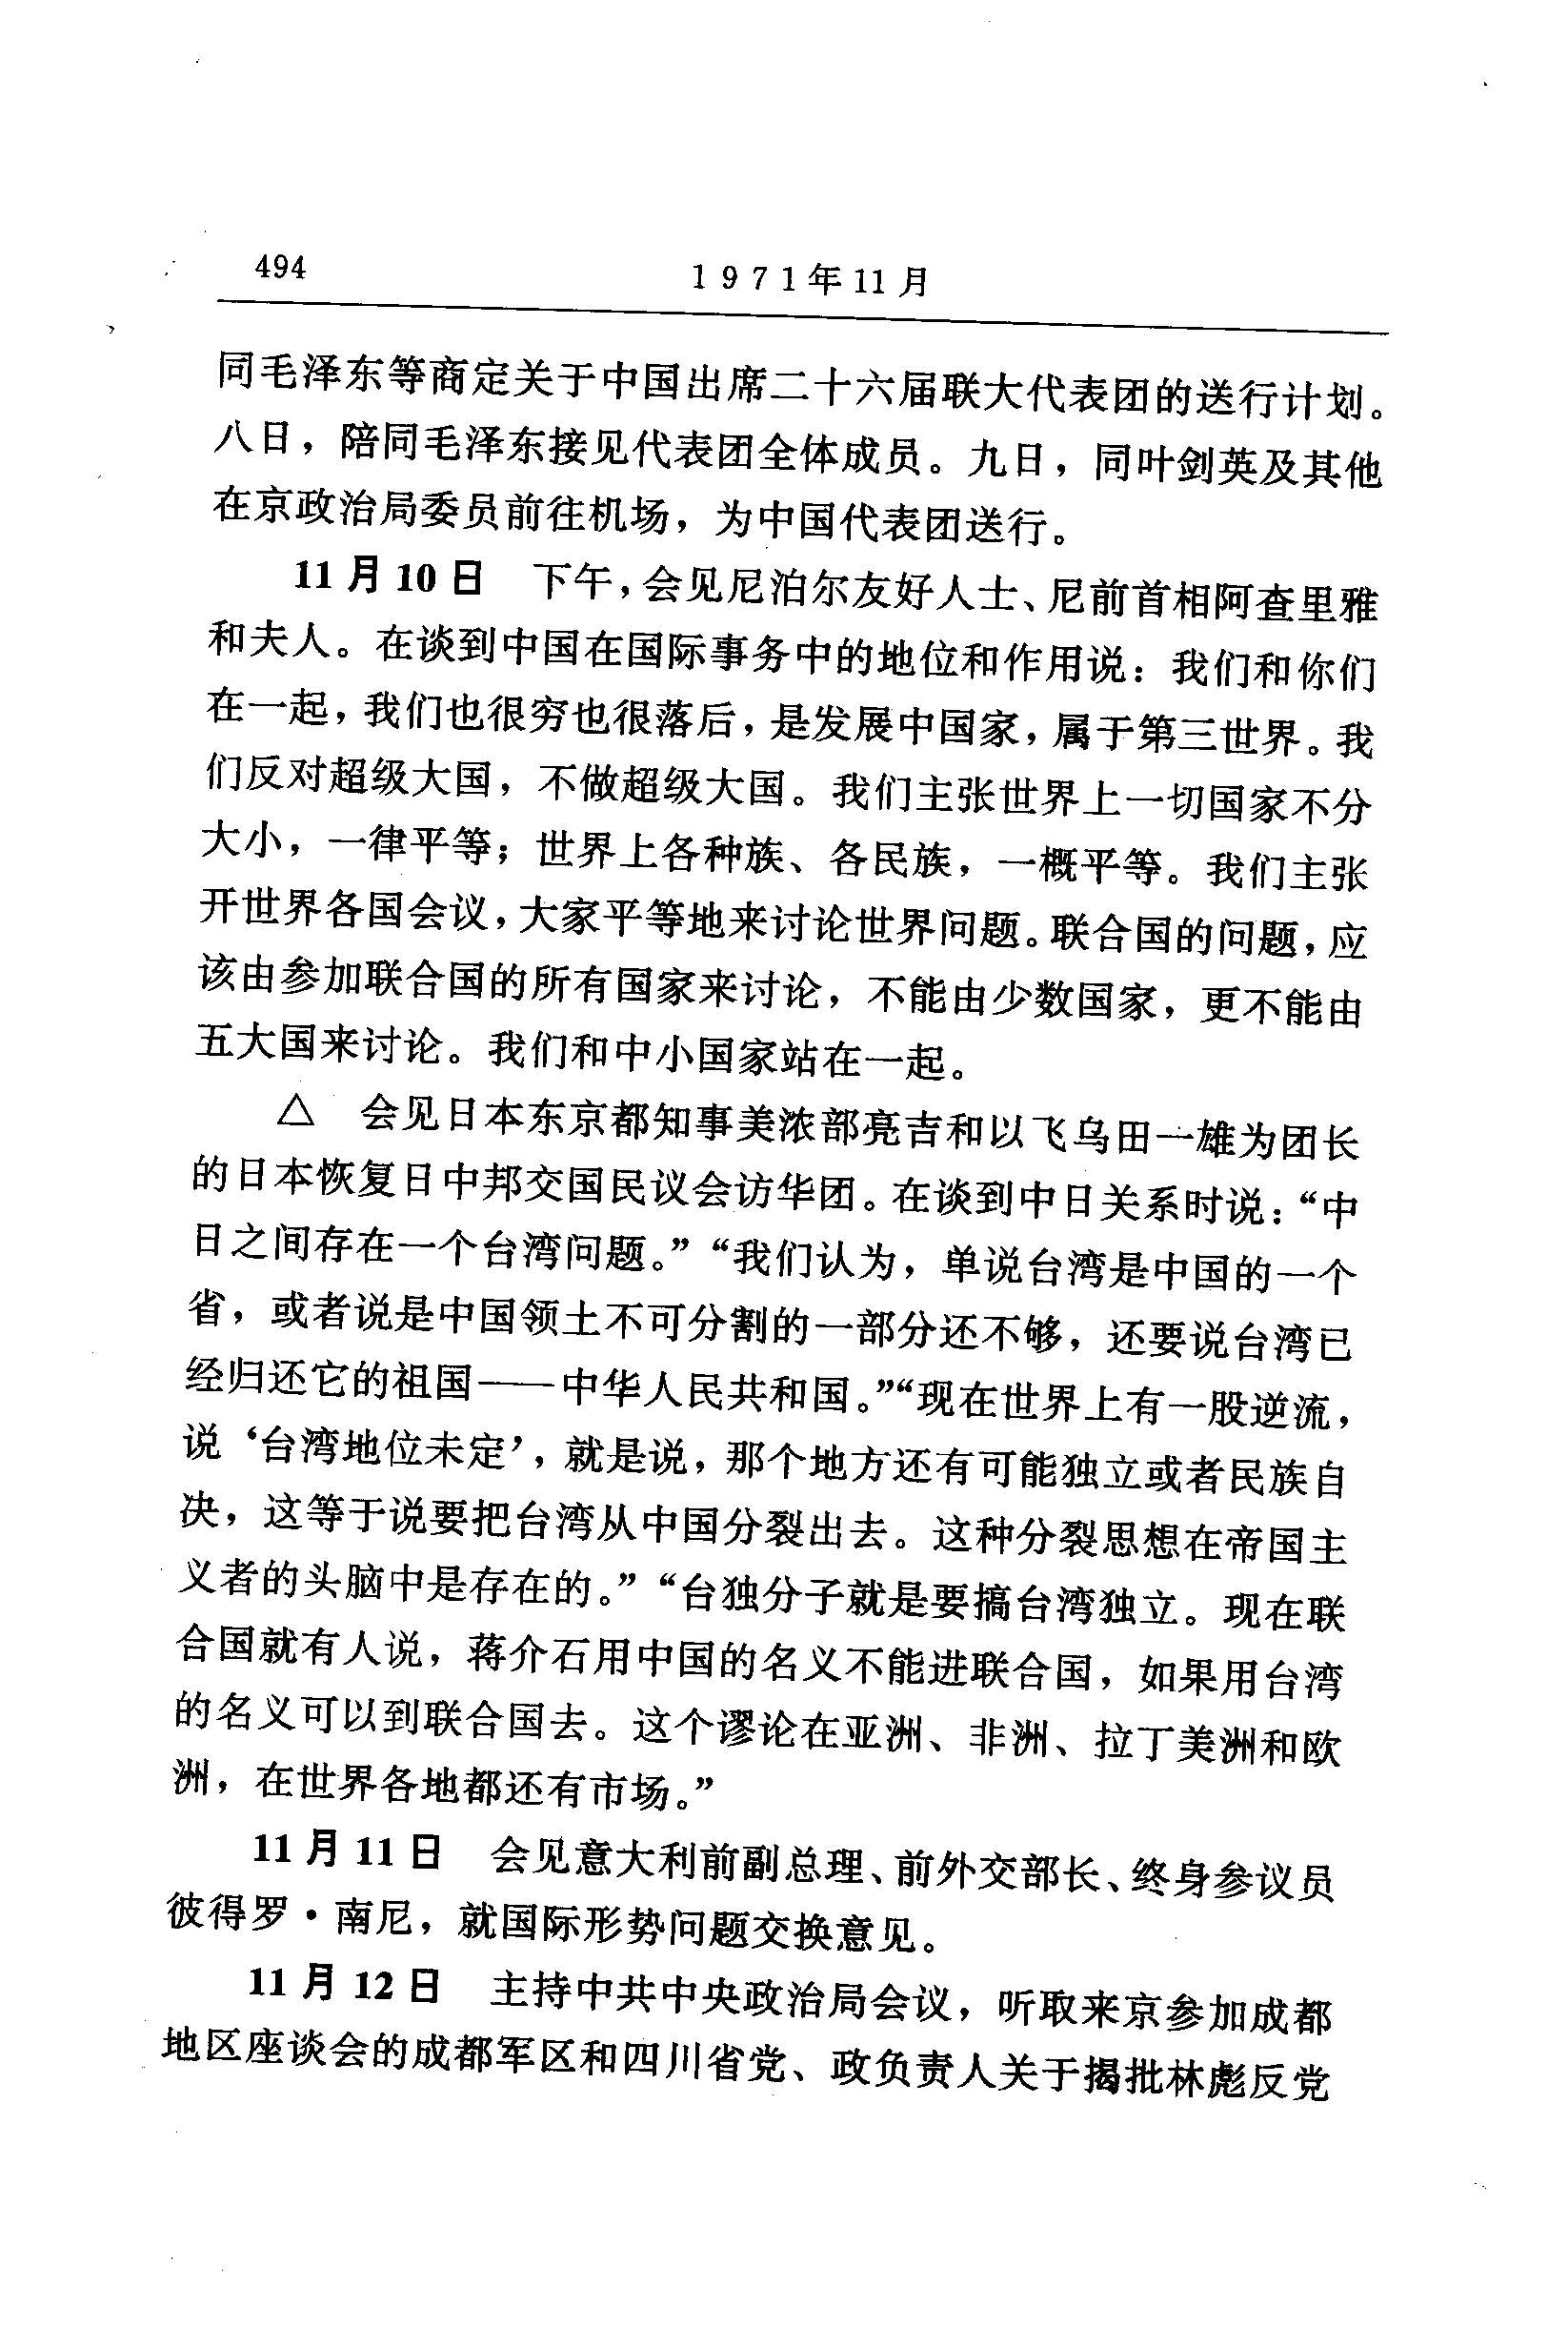 494
1971年11月
同毛泽东等商定关于中国出席二十六届联大代表团的送行计划。
八日，陪同毛泽东接见代表团全体成员。九日，同叶剑英及其他
在京政治局委员前往机场，为中国代表团送行。
11月10日　下午，会见尼泊尔友好人士、尼前首相阿查里雅
和夫人。在谈到中国在国际事务中的地位和作用说：我们和你们
在一起，我们也很穷也很落后，是发展中国家，属于第三世界。我
们反对超级大国，不做超级大国。我们主张世界上一切国家不分
大小，一律平等；世界上各种族、各民族，一概平等。我们主张
开世界各国会议，大家平等地来讨论世界问题。联合国的问题，应
该由参加联合国的所有国家来讨论，不能由少数国家，更不能由
五大国来讨论。我们和中小国家站在一起。
△　会见日本东京都知事美浓部亮吉和以飞乌田一雄为团长
的日本恢复日中邦交国民议会访华团。在谈到中日关系时说：“中
日之间存在一个台湾问题。”“我们认为，单说台湾是中国的一个
省，或者说是中国领土不可分割的一部分还不够，还要说台湾已
经归还它的祖国——中华人民共和国。”“现在世界上有一股逆流，
说‘台湾地位未定’，就是说，那个地方还有可能独立或者民族自
决，这等于说要把台湾从中国分裂出去。这种分裂思想在帝国主
义者的头脑中是存在的。”“台独分子就是要搞台湾独立。现在联
合国就有人说，蒋介石用中国的名义不能进联合国，如果用台湾
的名义可以到联合国去。这个谬论在亚洲、非洲、拉丁美洲和欧
洲，在世界各地都还有市场。”
11月11日　会见意大利前副总理、前外交部长、终身参议员
彼得罗·南尼，就国际形势问题交换意见。
11月12日　主持中共中央政治局会议，听取来京参加成都
地区座谈会的成都军区和四川省党、政负责人关于揭批林彪反党